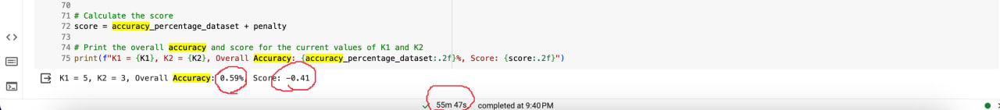 70
71 # Calculate the score
72 score = accuracy_percentage_dataset + penalty
73
74 # Print the overall accuracy and score for the current values of K1 and K2
75 print(f"K1 = {K1}, K2 = {K2}, Overall Accuracy: {accuracy_percentage_dataset:.2f}%, Score: {score:.2f}")
K1 = 5, K2 = 3, Overall Accuracy: 0.59%, Score: -0.41
55m 47s completed at 9:40 PM